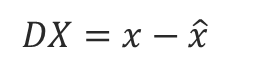 DX = x − x̂